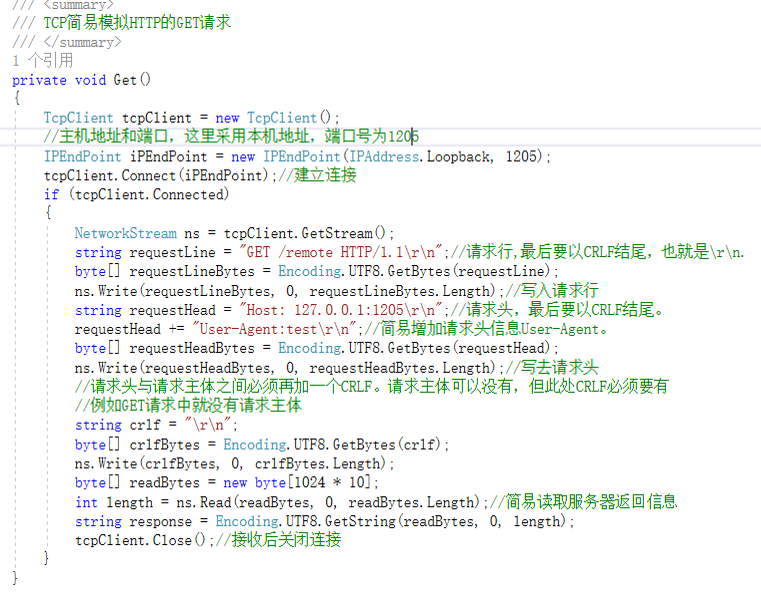 /// <summary>
/// TCP简易模拟HTTP的GET请求
/// </summary>
1 个引用
private void Get()
{
    TcpClient tcpClient = new TcpClient();
    //主机地址和端口，这里采用本机地址，端口号为1205
    IPEndPoint iPEndPoint = new IPEndPoint(IPAddress.Loopback, 1205);
    tcpClient.Connect(iPEndPoint);//建立连接
    if (tcpClient.Connected)
    {
        NetworkStream ns = tcpClient.GetStream();
        string requestLine = "GET /remote HTTP/1.1\r\n";//请求行,最后要以CRLF结尾，也就是\r\n.
        byte[] requestLineBytes = Encoding.UTF8.GetBytes(requestLine);
        ns.Write(requestLineBytes, 0, requestLineBytes.Length);//写入请求行
        string requestHead = "Host: 127.0.0.1:1205\r\n";//请求头，最后要以CRLF结尾。
        requestHead += "User-Agent:test\r\n";//简易增加请求头信息User-Agent。
        byte[] requestHeadBytes = Encoding.UTF8.GetBytes(requestHead);
        ns.Write(requestHeadBytes, 0, requestHeadBytes.Length);//写去请求头
        //请求头与请求主体之间必须再加一个CRLF。请求主体可以没有，但此处CRLF必须要有
        //例如GET请求中就没有请求主体
        string crlf = "\r\n";
        byte[] crlfBytes = Encoding.UTF8.GetBytes(crlf);
        ns.Write(crlfBytes, 0, crlfBytes.Length);
        byte[] readBytes = new byte[1024 * 10];
        int length = ns.Read(readBytes, 0, readBytes.Length);//简易读取服务器返回信息
        string response = Encoding.UTF8.GetString(readBytes, 0, length);
        tcpClient.Close();//接收后关闭连接
    }
}